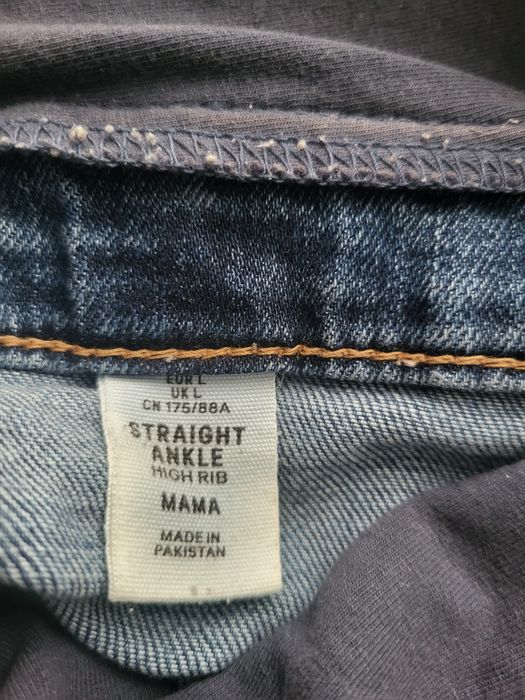 EUR L
UK L
CN 175/88A
STRAIGHT
ANKLE
HIGH RIB
MAMA
MADE IN
PAKISTAN